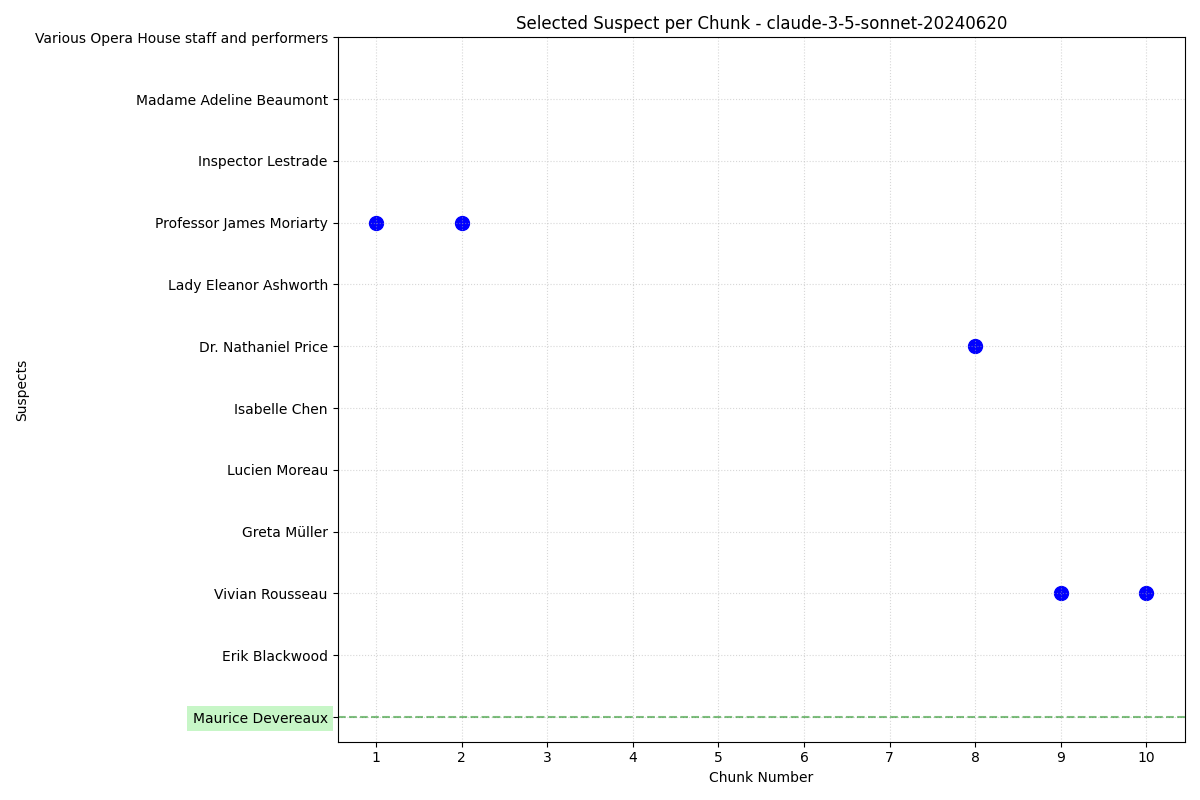 Selected Suspect per Chunk - claude-3-5-sonnet-20240620
Various Opera House staff and performers
Madame Adeline Beaumont
Inspector Lestrade
Professor James Moriarty
Lady Eleanor Ashworth
Dr. Nathaniel Price
Isabelle Chen
Lucien Moreau
Greta Müller
Vivian Rousseau
Erik Blackwood
Maurice Devereaux
Suspects
1 2 3 4 5 6 7 8 9 10
Chunk Number